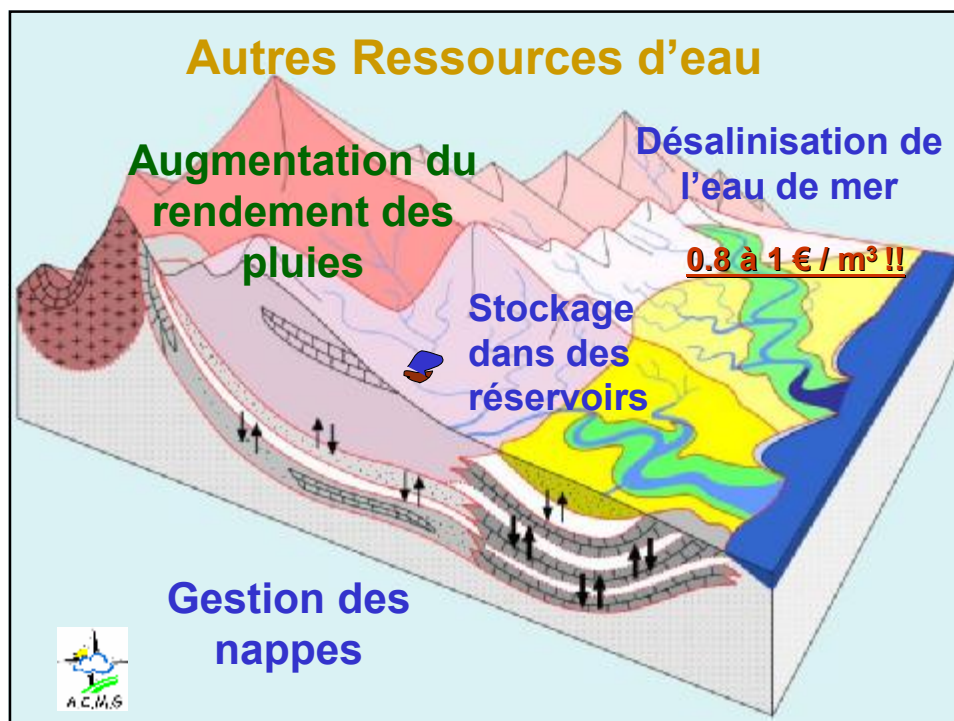 Autres Ressources d’eau
Augmentation du
rendement des
pluies
Désalinisation de
l’eau de mer
0.8 à 1 € / m³ !!
Stockage
dans des
réservoirs
Gestion des
nappes
A.C.M.G